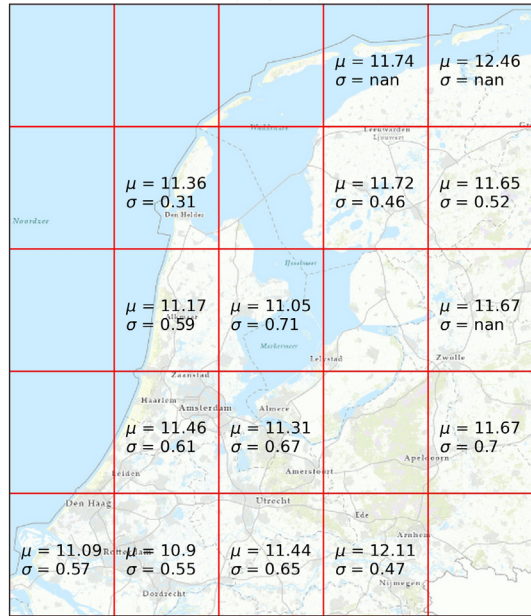 μ = 11.74
σ = nan
μ = 12.46
σ = nan
Waddenzee
Leeuwarden
Ljouwert
μ = 11.36
σ = 0.31
μ = 11.72
σ = 0.46
μ = 11.65
σ = 0.52
Den Helder
Noordzee
IJsselmeer
μ = 11.17
σ = 0.59
μ = 11.05
σ = 0.71
μ = 11.67
σ = nan
Alkmaar
Markermeer
Lelystad
Zwolle
Zaanstad
Haarlem
Amsterdam
Almere
μ = 11.46
σ = 0.61
μ = 11.31
σ = 0.67
μ = 11.67
σ = 0.7
Apeldoorn
Leiden
Amersfoort
Den Haag
Utrecht
Ede
Arnhem
μ = 11.09
σ = 0.57
μ = 10.9
σ = 0.55
μ = 11.44
σ = 0.65
μ = 12.11
σ = 0.47
Rotterdam
Nijmegen
Dordrecht